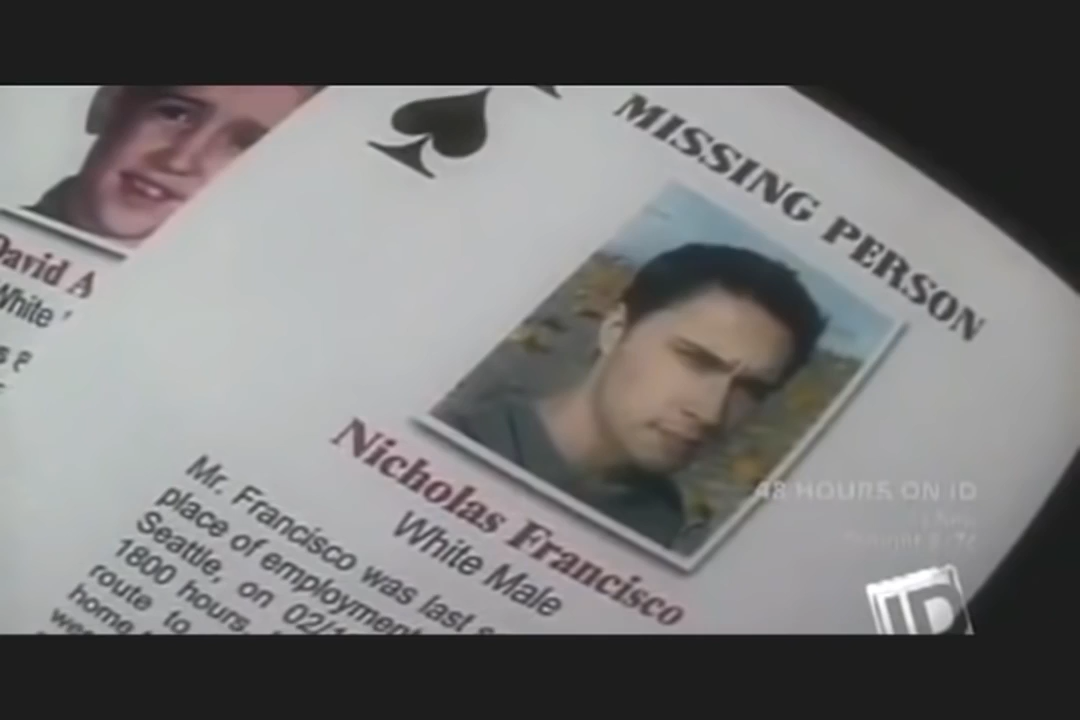 MISSING PERSON
David A
White
Nicholas Francisco
White Male
Mr. Francisco was last
place of employment
Seattle, on 02/1
1800 hours.
route to
home
48 HOURS ON ID
ID